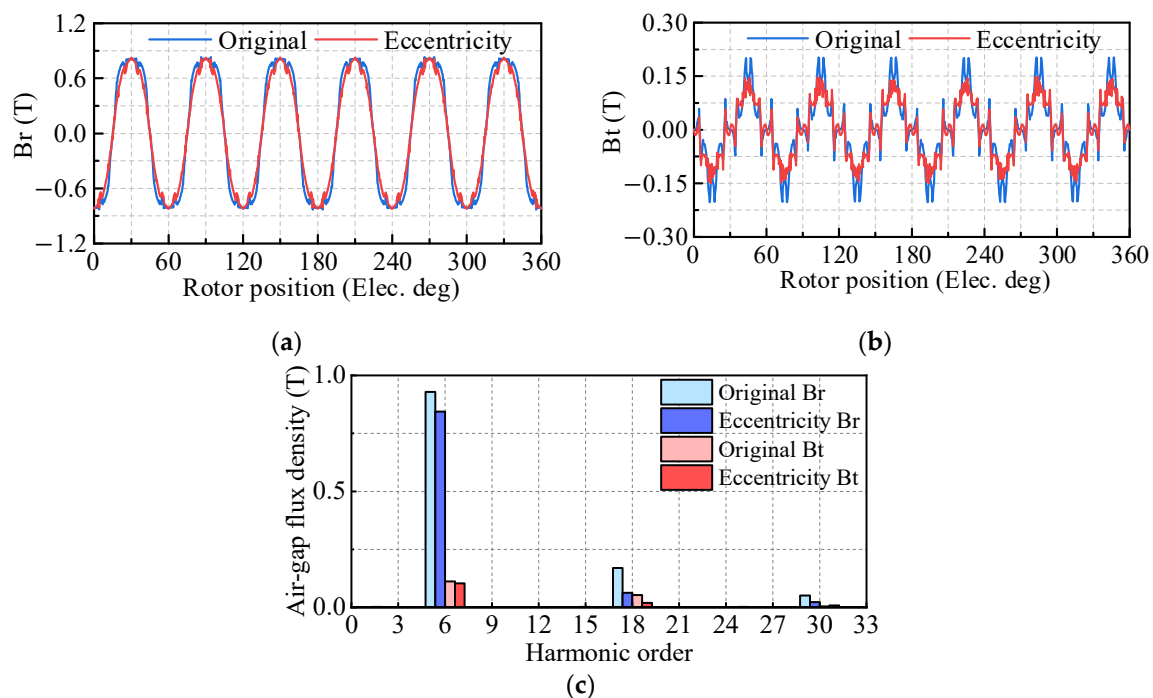 Original Eccentricity
Br (T)
1.2
0.6
0.0
−0.6
−1.2
0 60 120 180 240 300 360
Rotor position (Elec. deg)
(a)
Original Eccentricity
Bt (T)
0.30
0.15
0.00
−0.15
−0.30
0 60 120 180 240 300 360
Rotor position (Elec. deg)
(b)
Air-gap flux density (T)
1.0
0.5
0.0
Original Br
Eccentricity Br
Original Bt
Eccentricity Bt
0 3 6 9 12 15 18 21 24 27 30 33
Harmonic order
(c)